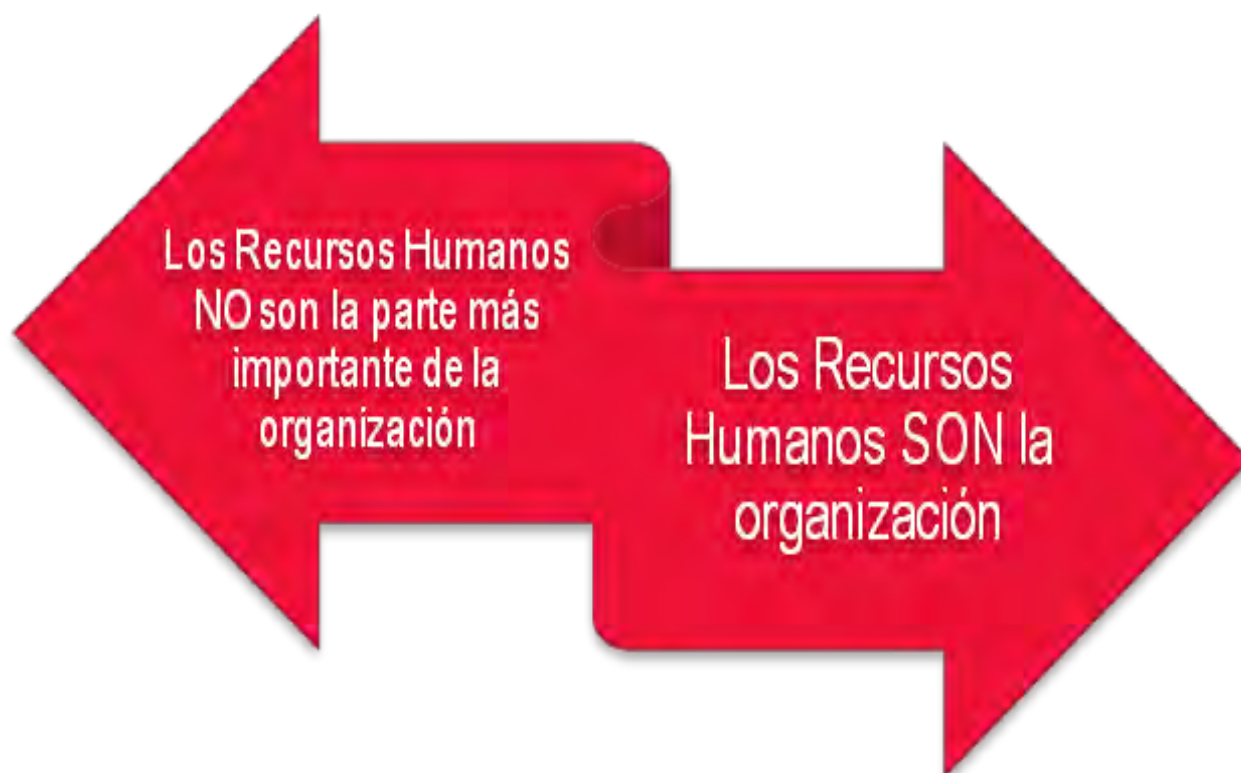 Los Recursos Humanos
NO son la parte más
importante de la
organización
Los Recursos
Humanos SON la
organización